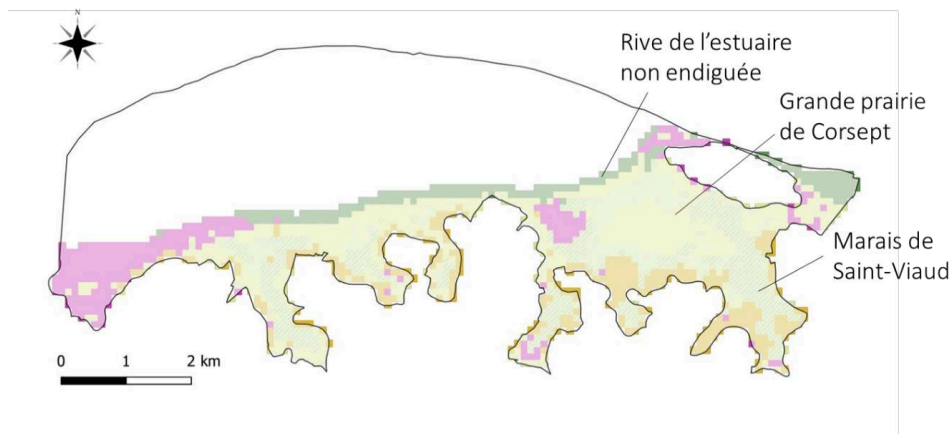 N
Rive de l’estuaire
non endiguée
Grande prairie
de Corsept
Marais de
Saint-Viaud
0 1 2 km